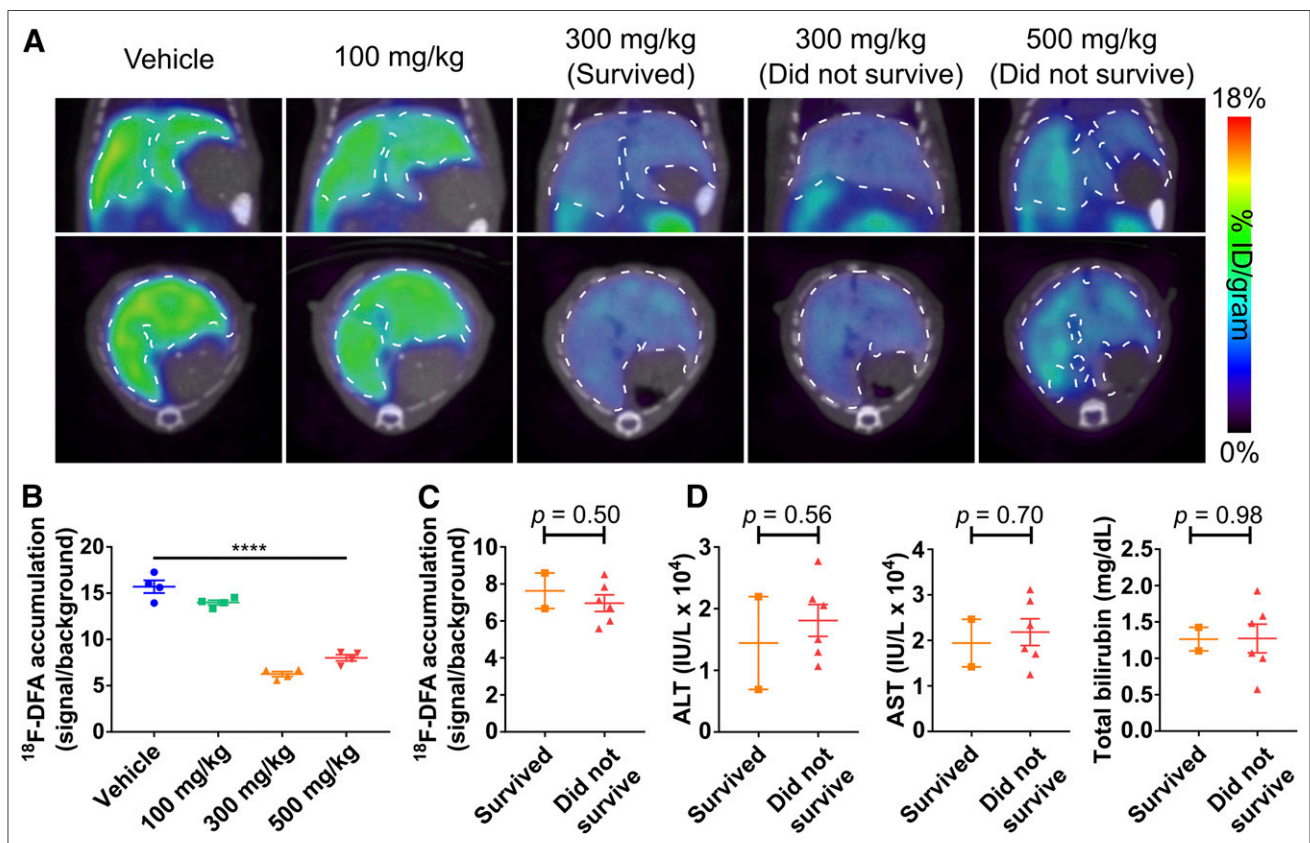 A
Vehicle
100 mg/kg
300 mg/kg
(Survived)
300 mg/kg
(Did not survive)
500 mg/kg
(Did not survive)
18%
% ID/gram
0%
B
¹⁸F-DFA accumulation
(signal/background)
20
15
10
5
0
****
Vehicle
100 mg/kg
300 mg/kg
500 mg/kg
C
¹⁸F-DFA accumulation
(signal/background)
10
8
6
4
2
0
p = 0.50
Survived
Did not
survive
D
ALT (IU/L x 10⁴)
3
2
1
0
p = 0.56
Survived
Did not
survive
AST (IU/L x 10⁴)
4
3
2
1
0
p = 0.70
Survived
Did not
survive
Total bilirubin (mg/dL)
2.5
2.0
1.5
1.0
0.5
0.0
p = 0.98
Survived
Did not
survive